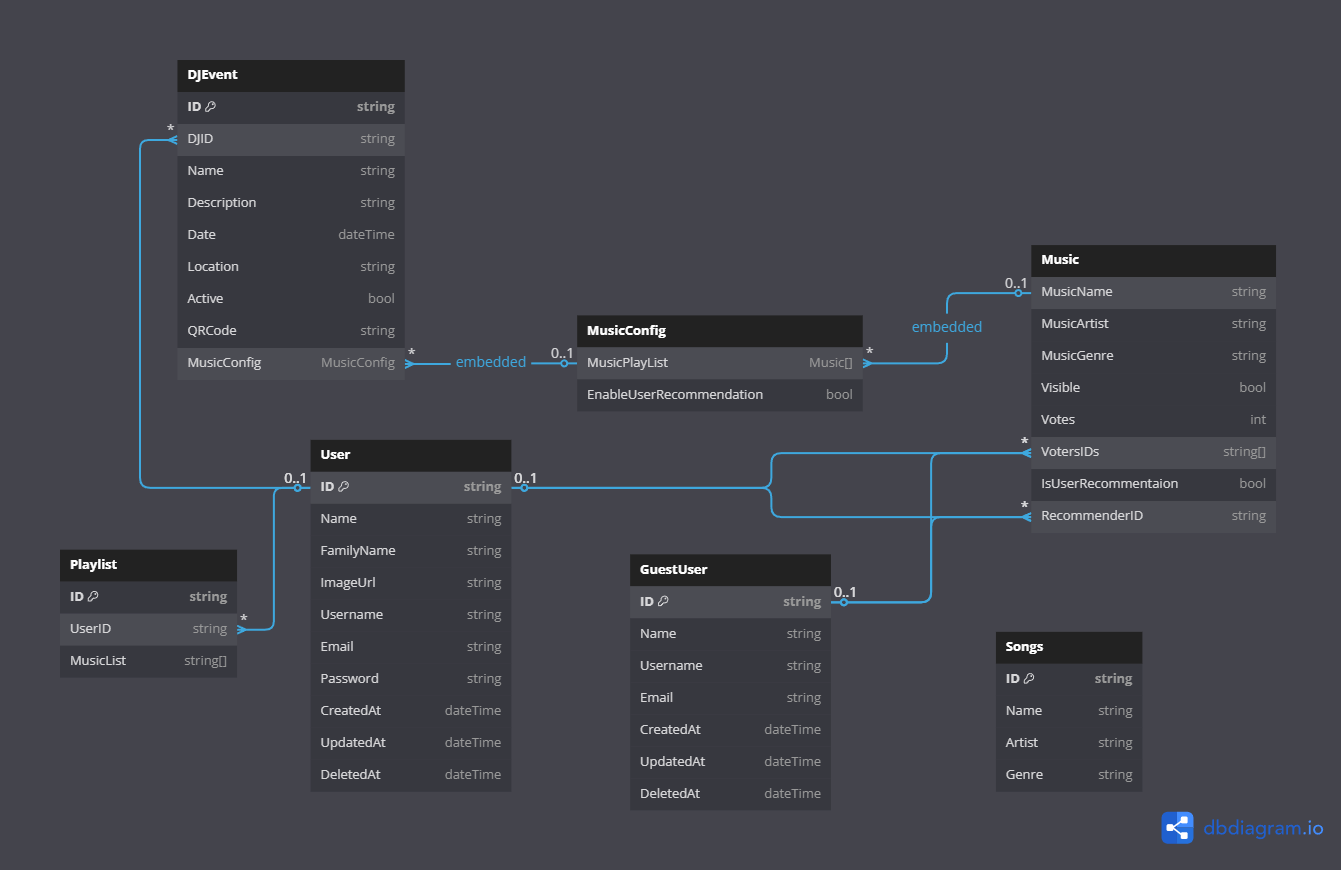 DJEvent
ID string
* DJID string
Name string
Description string
Date dateTime
Location string
Active bool
QRCode string
MusicConfig MusicConfig *
embedded
0..1
MusicConfig
MusicPlayList Music[] *
EnableUserRecommendation bool
embedded
0..1
Music
MusicName string
MusicArtist string
MusicGenre string
Visible bool
Votes int
* VotersIDs string[]
IsUserRecommentaion bool
* RecommenderID string
User
0..1 ID string 0..1
Name string
FamilyName string
ImageUrl string
Username string
Email string
Password string
CreatedAt dateTime
UpdatedAt dateTime
DeletedAt dateTime
Playlist
ID string
UserID string *
MusicList string[]
GuestUser
ID string 0..1
Name string
Username string
Email string
CreatedAt dateTime
UpdatedAt dateTime
DeletedAt dateTime
Songs
ID string
Name string
Artist string
Genre string
dbdiagram.io